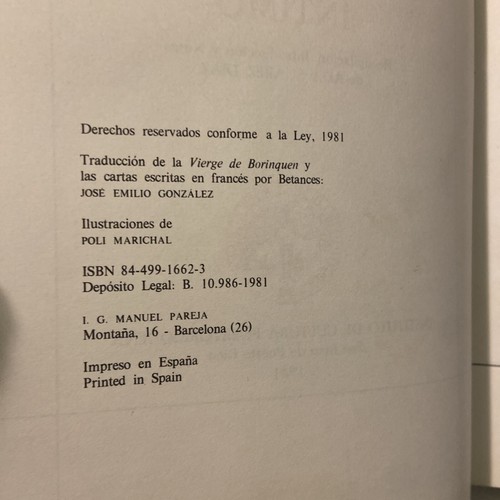 Derechos reservados conforme a la Ley, 1981
Traducción de la Vierge de Borinquen y
las cartas escritas en francés por Betances:
JOSÉ EMILIO GONZÁLEZ
Ilustraciones de
POLI MARICHAL
ISBN 84-499-1662-3
Depósito Legal: B. 10.986-1981
I. G. MANUEL PAREJA
Montaña, 16 - Barcelona (26)
Impreso en España
Printed in Spain